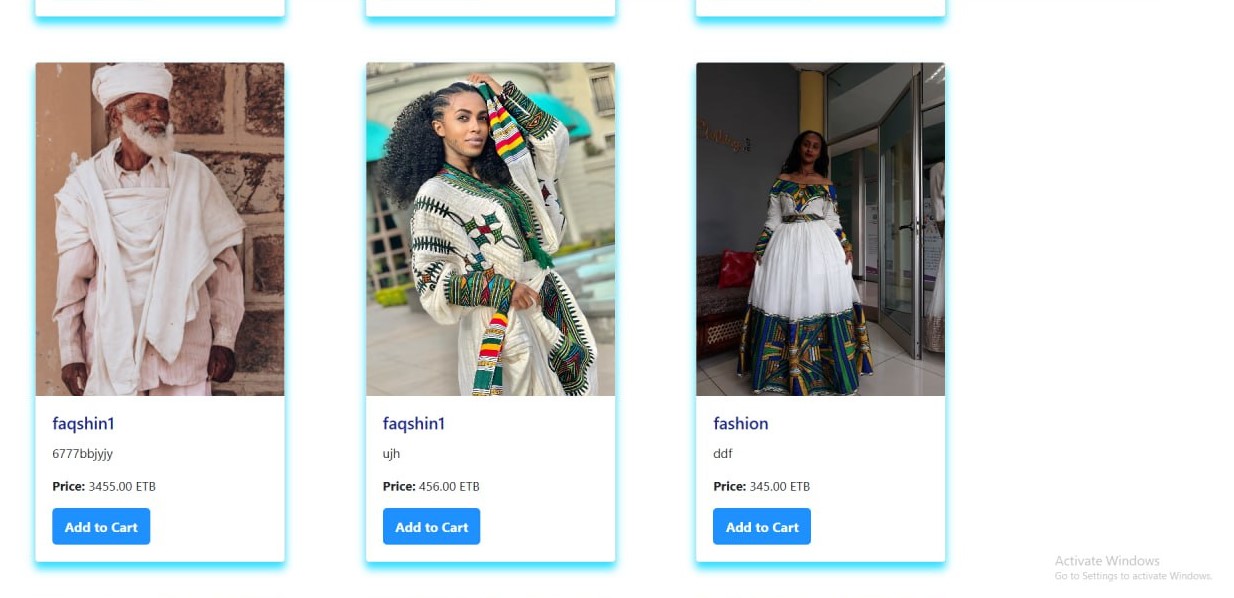 faqshin1
6777bbjyjy
Price: 3455.00 ETB
Add to Cart
faqshin1
ujh
Price: 456.00 ETB
Add to Cart
fashion
ddf
Price: 345.00 ETB
Add to Cart
Activate Windows
Go to Settings to activate Windows.